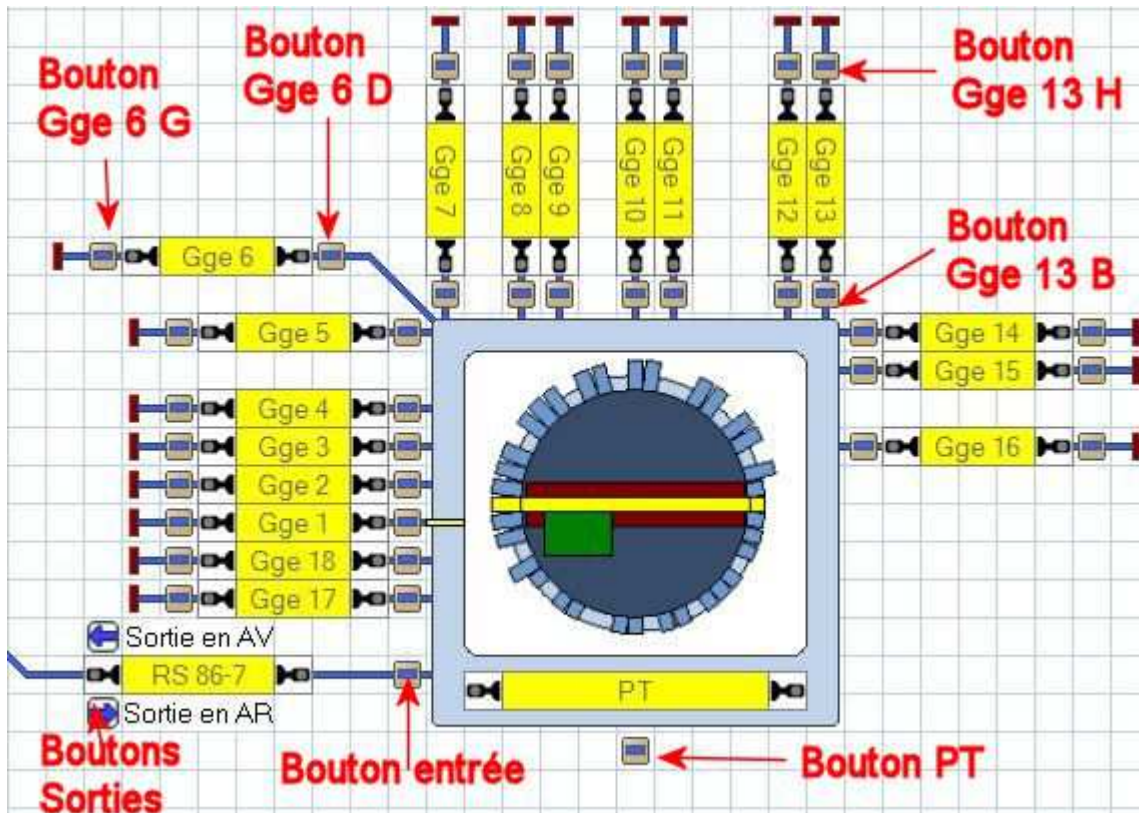 Bouton
Gge 6 G
Bouton
Gge 6 D
Bouton
Gge 13 H
Gge 7
Gge 8
Gge 9
Gge 10
Gge 11
Gge 12
Gge 13
Bouton
Gge 13 B
Gge 6
Gge 5
Gge 4
Gge 3
Gge 2
Gge 1
Gge 18
Gge 17
Gge 14
Gge 15
Gge 16
Sortie en AV
RS 86-7
Sortie en AR
PT
Boutons
Sorties
Bouton entrée
Bouton PT